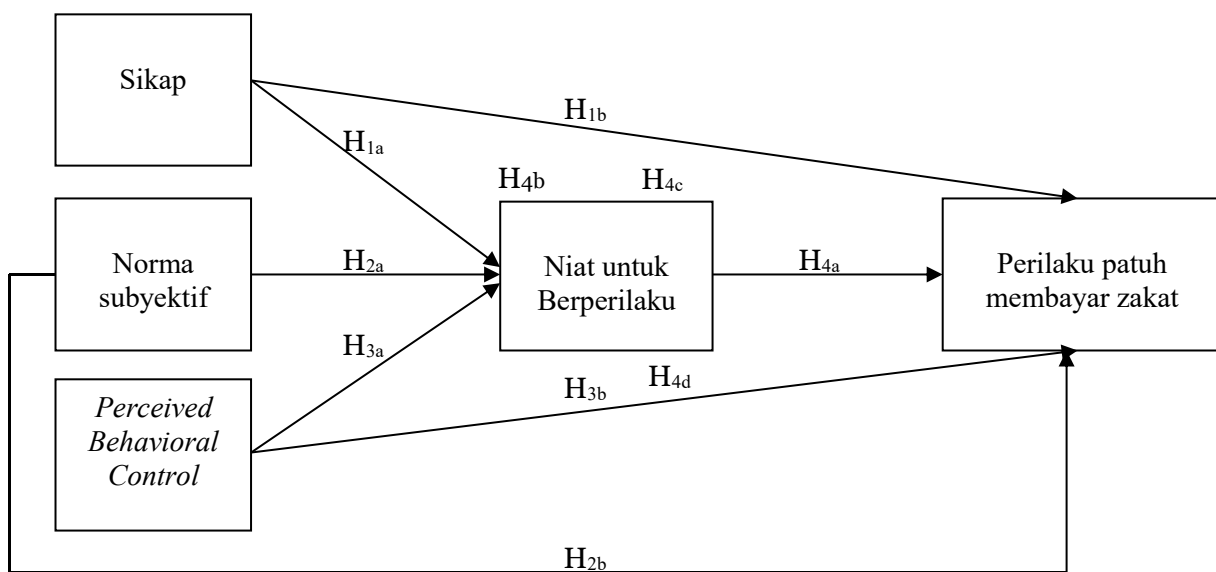 Sikap
H1b
H1a
H4b
H4c
Norma
subyektif
H2a
Niat untuk
Berperilaku
H4a
Perilaku patuh
membayar zakat
H3a
H4d
H3b
Perceived
Behavioral
Control
H2b